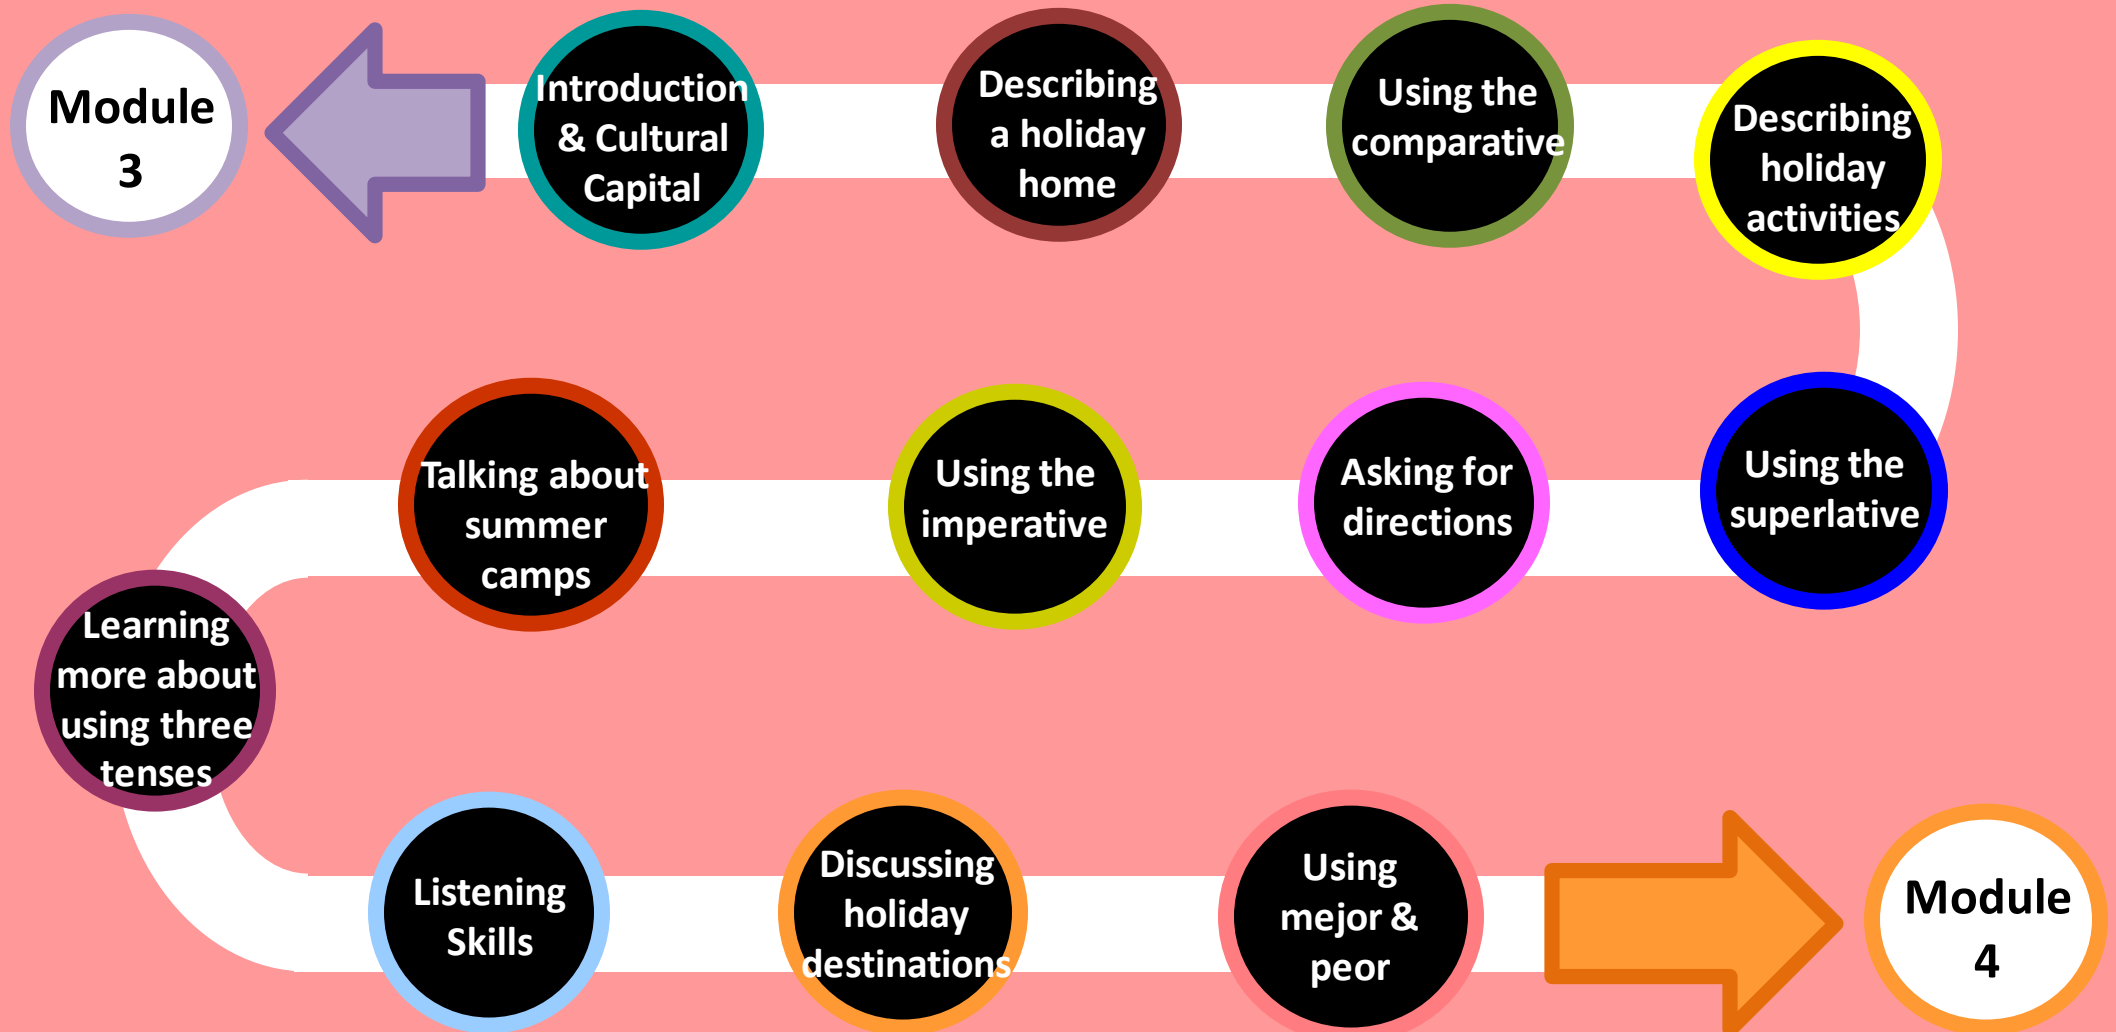 Module
3
Introduction
& Cultural
Capital
Describing
a holiday
home
Using the
comparative
Describing
holiday
activities
Using the
superlative
Asking for
directions
Using the
imperative
Talking about
summer
camps
Learning
more about
using three
tenses
Listening
Skills
Discussing
holiday
destinations
Using
mejor &
peor
Module
4